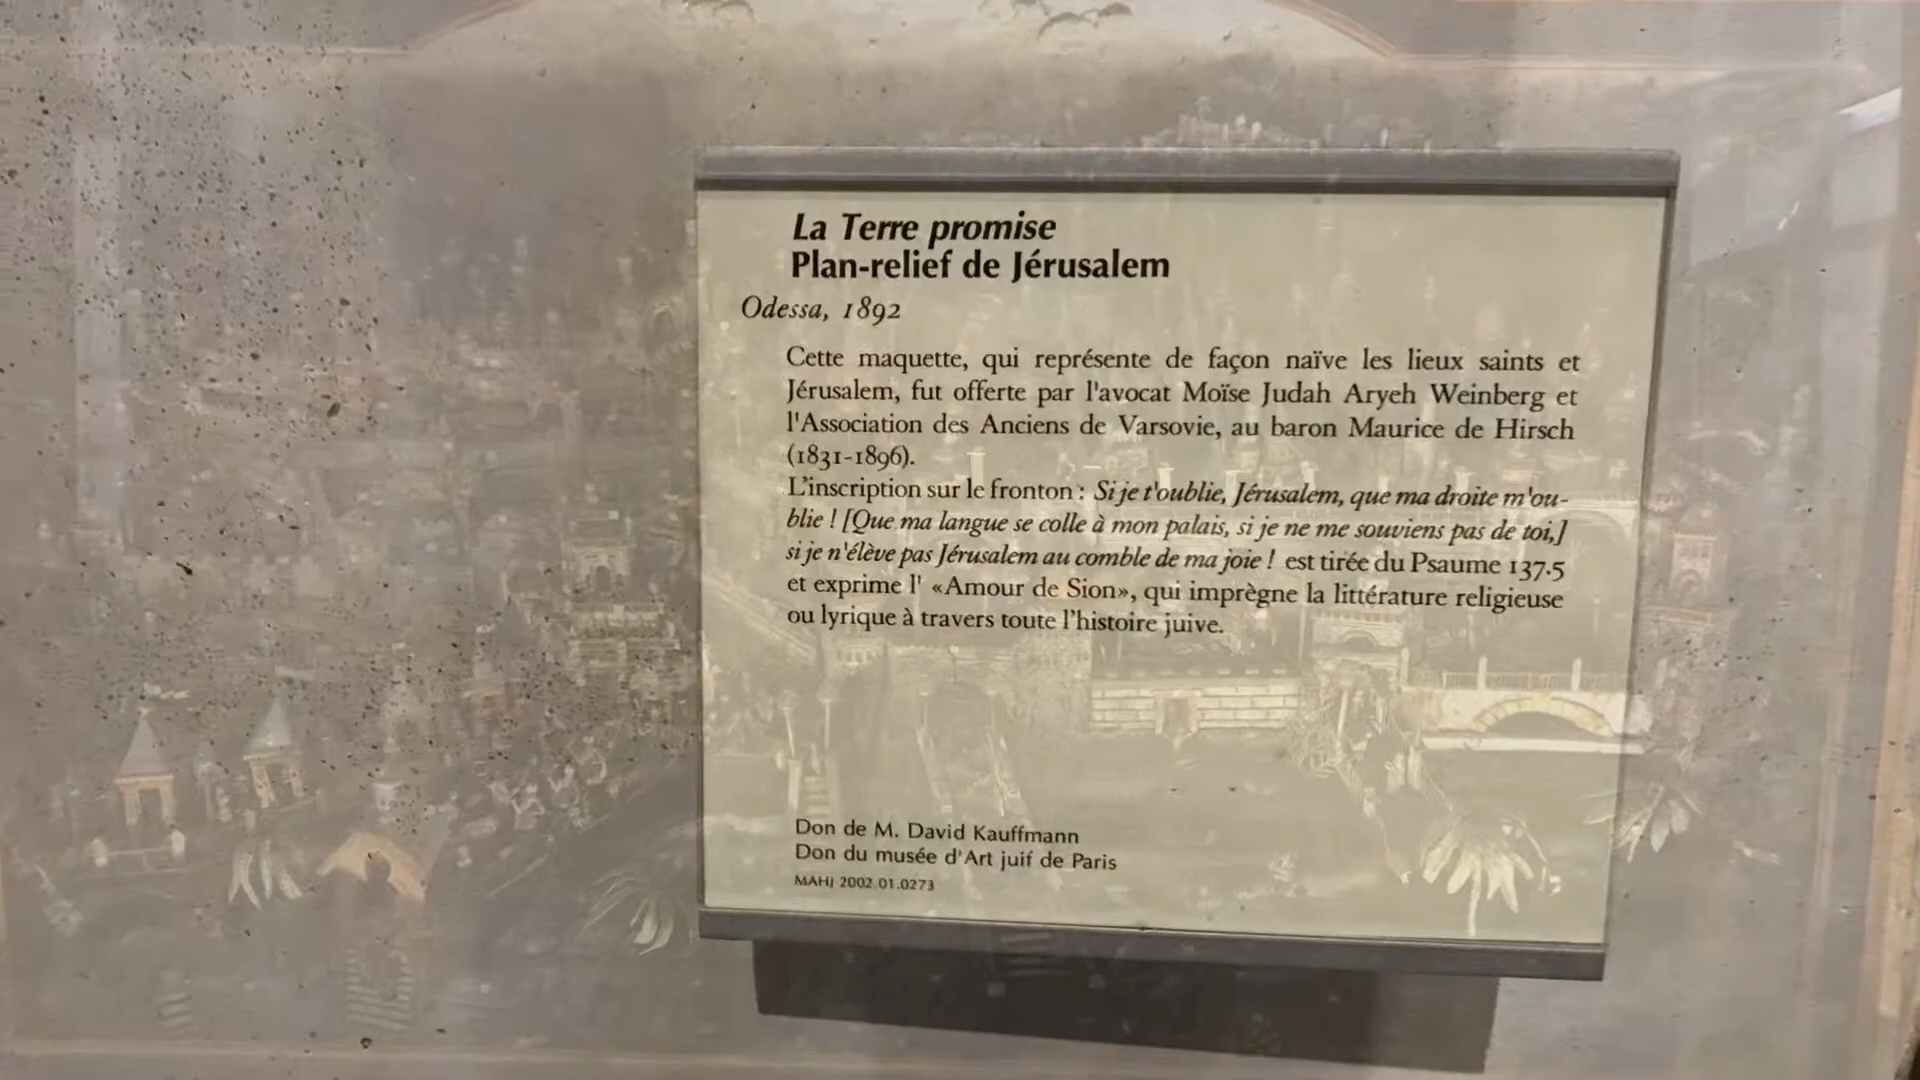 La Terre promise
Plan-relief de Jérusalem
Odessa, 1892
Cette maquette, qui représente de façon naïve les lieux saints et
Jérusalem, fut offerte par l'avocat Moïse Judah Aryeh Weinberg et
l'Association des Anciens de Varsovie, au baron Maurice de Hirsch
(1831-1896).
L'inscription sur le fronton : Si je t'oublie, Jérusalem, que ma droite m'ou-
blie ! [Que ma langue se colle à mon palais, si je ne me souviens pas de toi,]
si je n'élève pas Jérusalem au comble de ma joie ! est tirée du Psaume 137.5
et exprime l' «Amour de Sion», qui imprègne la littérature religieuse
ou lyrique à travers toute l'histoire juive.
Don de M. David Kauffmann
Don du musée d'Art juif de Paris
MAHJ 2002.01.0273